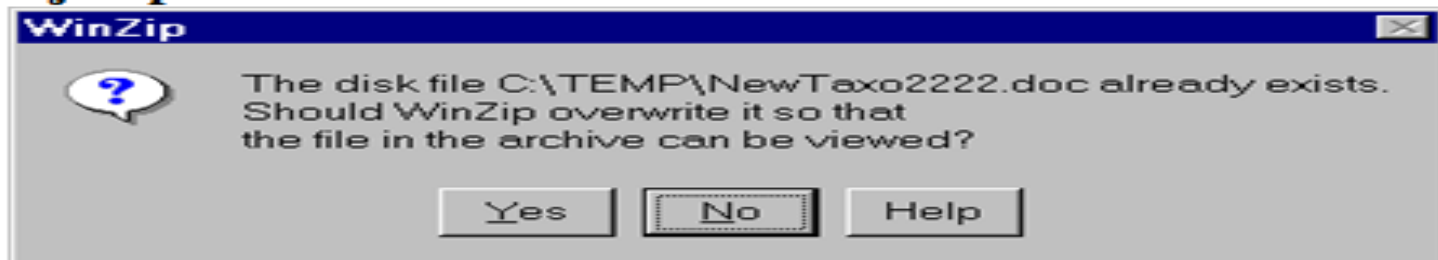 WinZip
The disk file C:\TEMP\NewTaxo2222.doc already exists.
Should WinZip overwrite it so that
the file in the archive can be viewed?
Yes No Help